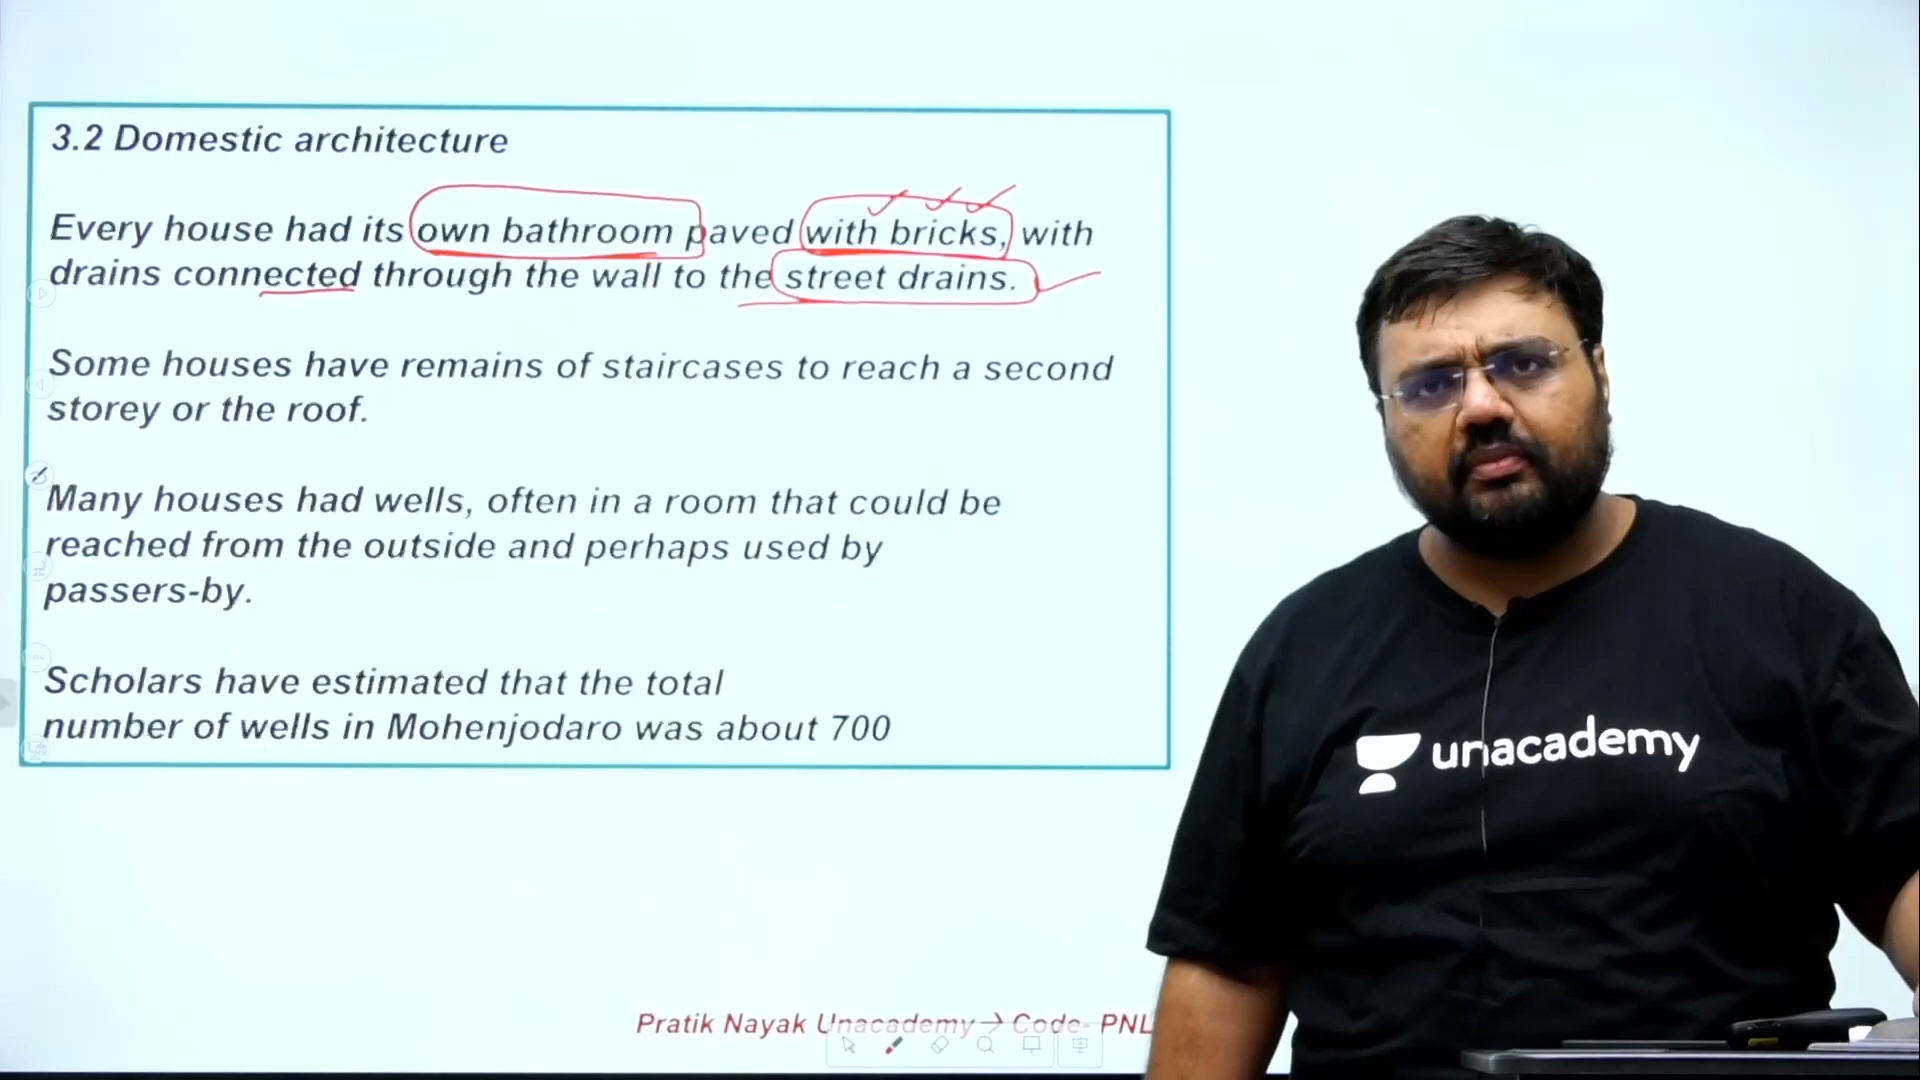 3.2 Domestic architecture
Every house had its own bathroom paved with bricks, with
drains connected through the wall to the street drains.
Some houses have remains of staircases to reach a second
storey or the roof.
Many houses had wells, often in a room that could be
reached from the outside and perhaps used by
passers-by.
Scholars have estimated that the total
number of wells in Mohenjodaro was about 700
unacademy
Pratik Nayak Unacademy → Code- PNL